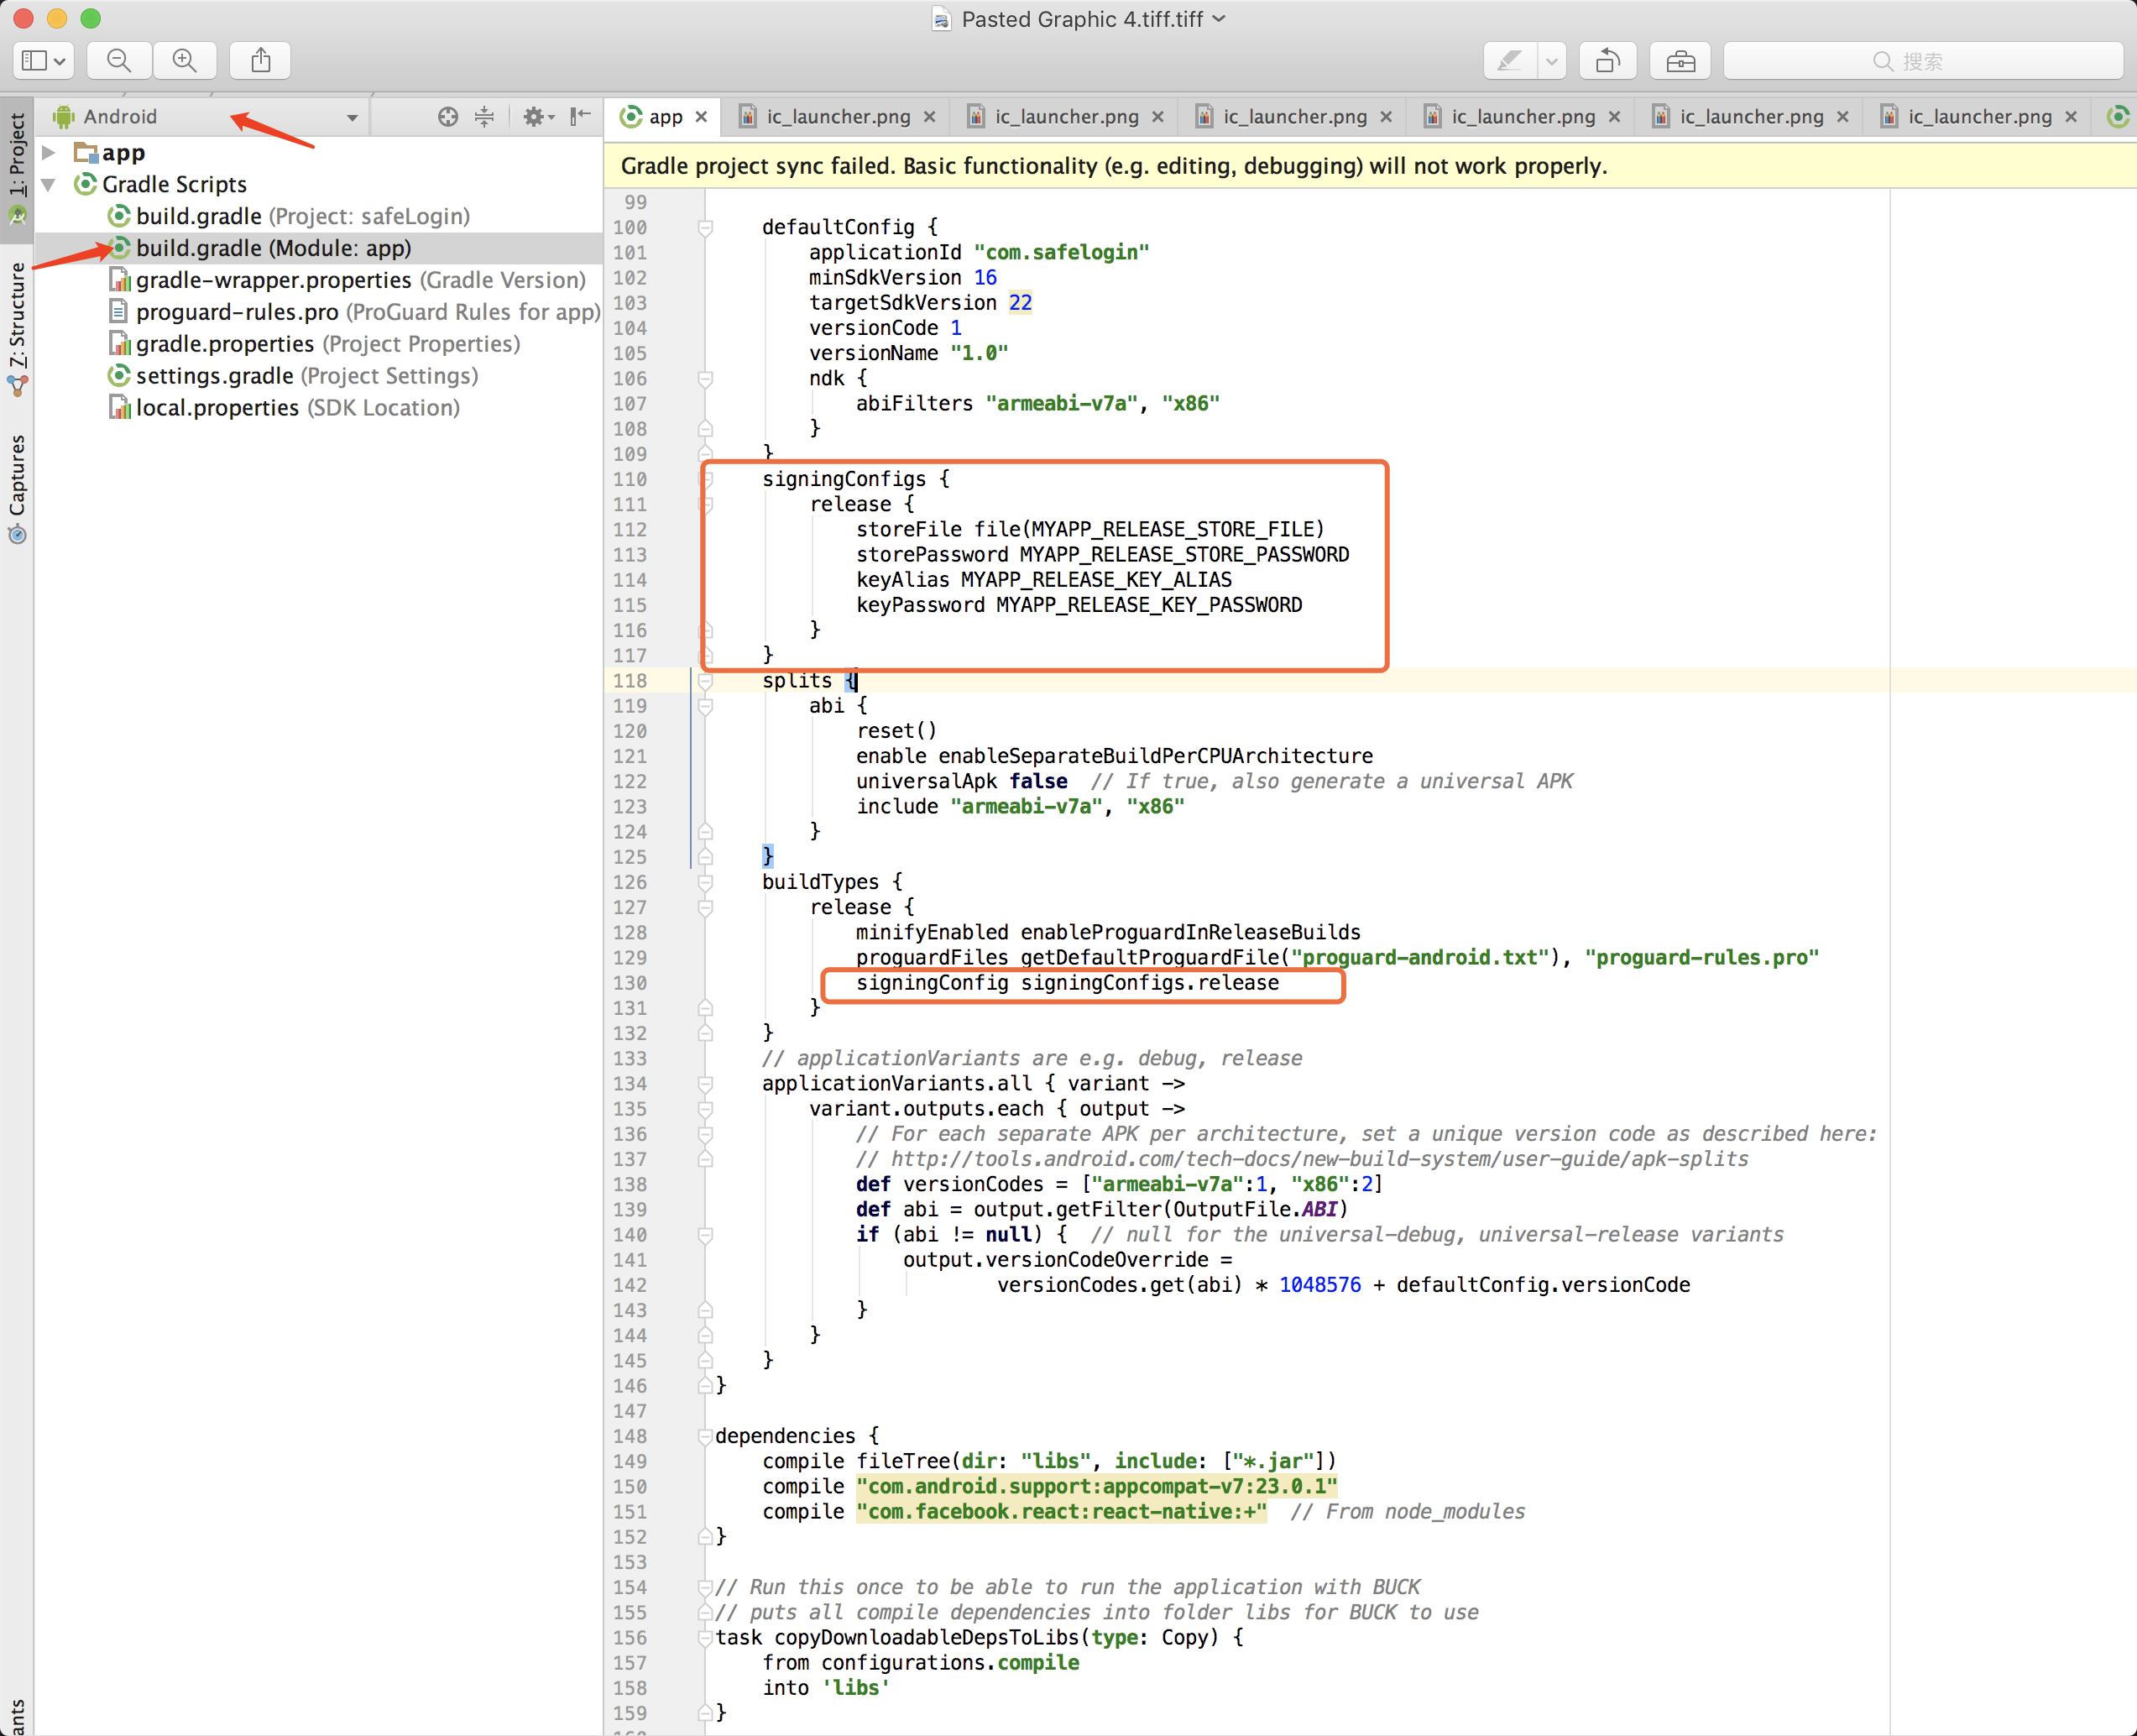 Pasted Graphic 4.tiff.tiff
搜索
Android
app
ic_launcher.png
ic_launcher.png
ic_launcher.png
ic_launcher.png
ic_launcher.png
ic_launcher.png
1: Project
7: Structure
Captures
app
Gradle Scripts
build.gradle (Project: safeLogin)
build.gradle (Module: app)
gradle-wrapper.properties (Gradle Version)
proguard-rules.pro (ProGuard Rules for app)
gradle.properties (Project Properties)
settings.gradle (Project Settings)
local.properties (SDK Location)
Gradle project sync failed. Basic functionality (e.g. editing, debugging) will not work properly.
99
100 defaultConfig {
101 applicationId "com.safelogin"
102 minSdkVersion 16
103 targetSdkVersion 22
104 versionCode 1
105 versionName "1.0"
106 ndk {
107 abiFilters "armeabi-v7a", "x86"
108 }
109 }
110 signingConfigs {
111 release {
112 storeFile file(MYAPP_RELEASE_STORE_FILE)
113 storePassword MYAPP_RELEASE_STORE_PASSWORD
114 keyAlias MYAPP_RELEASE_KEY_ALIAS
115 keyPassword MYAPP_RELEASE_KEY_PASSWORD
116 }
117 }
118 splits {
119 abi {
120 reset()
121 enable enableSeparateBuildPerCPUArchitecture
122 universalApk false // If true, also generate a universal APK
123 include "armeabi-v7a", "x86"
124 }
125 }
126 buildTypes {
127 release {
128 minifyEnabled enableProguardInReleaseBuilds
129 proguardFiles getDefaultProguardFile("proguard-android.txt"), "proguard-rules.pro"
130 signingConfig signingConfigs.release
131 }
132 }
133 // applicationVariants are e.g. debug, release
134 applicationVariants.all { variant ->
135 variant.outputs.each { output ->
136 // For each separate APK per architecture, set a unique version code as described here:
137 // http://tools.android.com/tech-docs/new-build-system/user-guide/apk-splits
138 def versionCodes = ["armeabi-v7a":1, "x86":2]
139 def abi = output.getFilter(OutputFile.ABI)
140 if (abi != null) { // null for the universal-debug, universal-release variants
141 output.versionCodeOverride =
142 versionCodes.get(abi) * 1048576 + defaultConfig.versionCode
143 }
144 }
145 }
146 }
147
148 dependencies {
149 compile fileTree(dir: "libs", include: ["*.jar"])
150 compile "com.android.support:appcompat-v7:23.0.1"
151 compile "com.facebook.react:react-native:+" // From node_modules
152 }
153
154 // Run this once to be able to run the application with BUCK
155 // puts all compile dependencies into folder libs for BUCK to use
156 task copyDownloadableDepsToLibs(type: Copy) {
157 from configurations.compile
158 into 'libs'
159 }